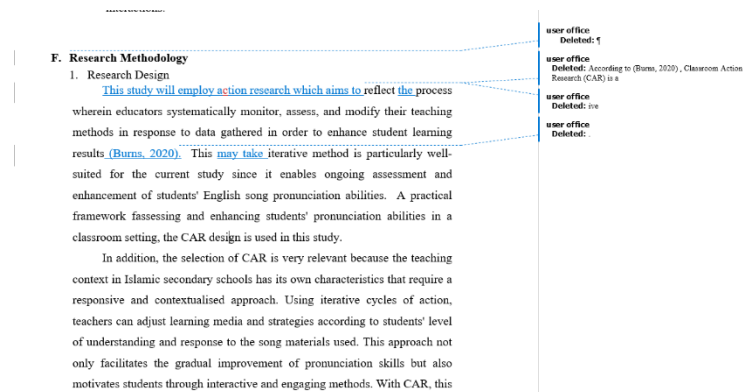 interactions.
F. Research Methodology
1. Research Design
This study will employ action research which aims to reflect the process
wherein educators systematically monitor, assess, and modify their teaching
methods in response to data gathered in order to enhance student learning
results (Burns, 2020). This may take iterative method is particularly well-
suited for the current study since it enables ongoing assessment and
enhancement of students' English song pronunciation abilities. A practical
framework fassessing and enhancing students' pronunciation abilities in a
classroom setting, the CAR design is used in this study.
In addition, the selection of CAR is very relevant because the teaching
context in Islamic secondary schools has its own characteristics that require a
responsive and contextualised approach. Using iterative cycles of action,
teachers can adjust learning media and strategies according to students' level
of understanding and response to the song materials used. This approach not
only facilitates the gradual improvement of pronunciation skills but also
motivates students through interactive and engaging methods. With CAR, this
user office
Deleted: ¶
user office
Deleted: According to (Burns, 2020) , Classroom Action
Research (CAR) is a
user office
Deleted: ive
user office
Deleted: .